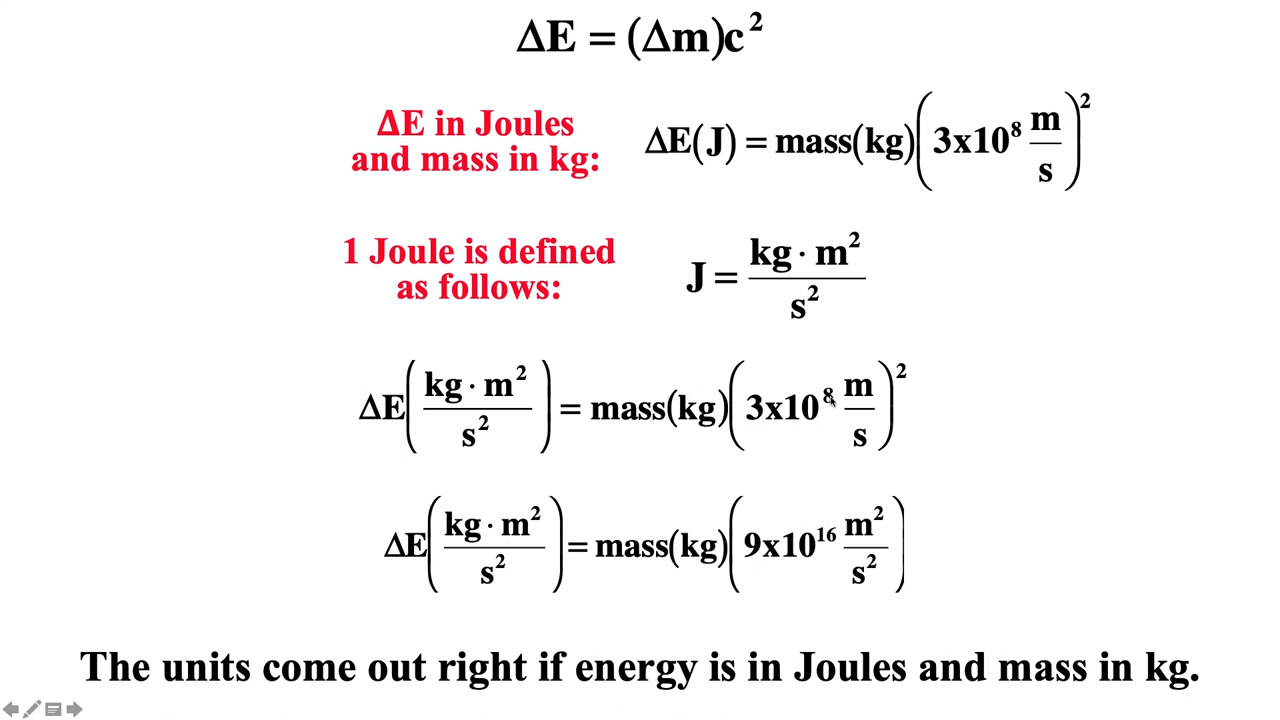 ΔE = (Δm)c²
ΔE in Joules
and mass in kg:
ΔE(J) = mass(kg)(3x10⁸ m/s)²
1 Joule is defined
as follows:
J = kg · m²/s²
ΔE(kg · m²/s²) = mass(kg)(3x10⁸ m/s)²
ΔE(kg · m²/s²) = mass(kg)(9x10¹⁶ m²/s²)
The units come out right if energy is in Joules and mass in kg.